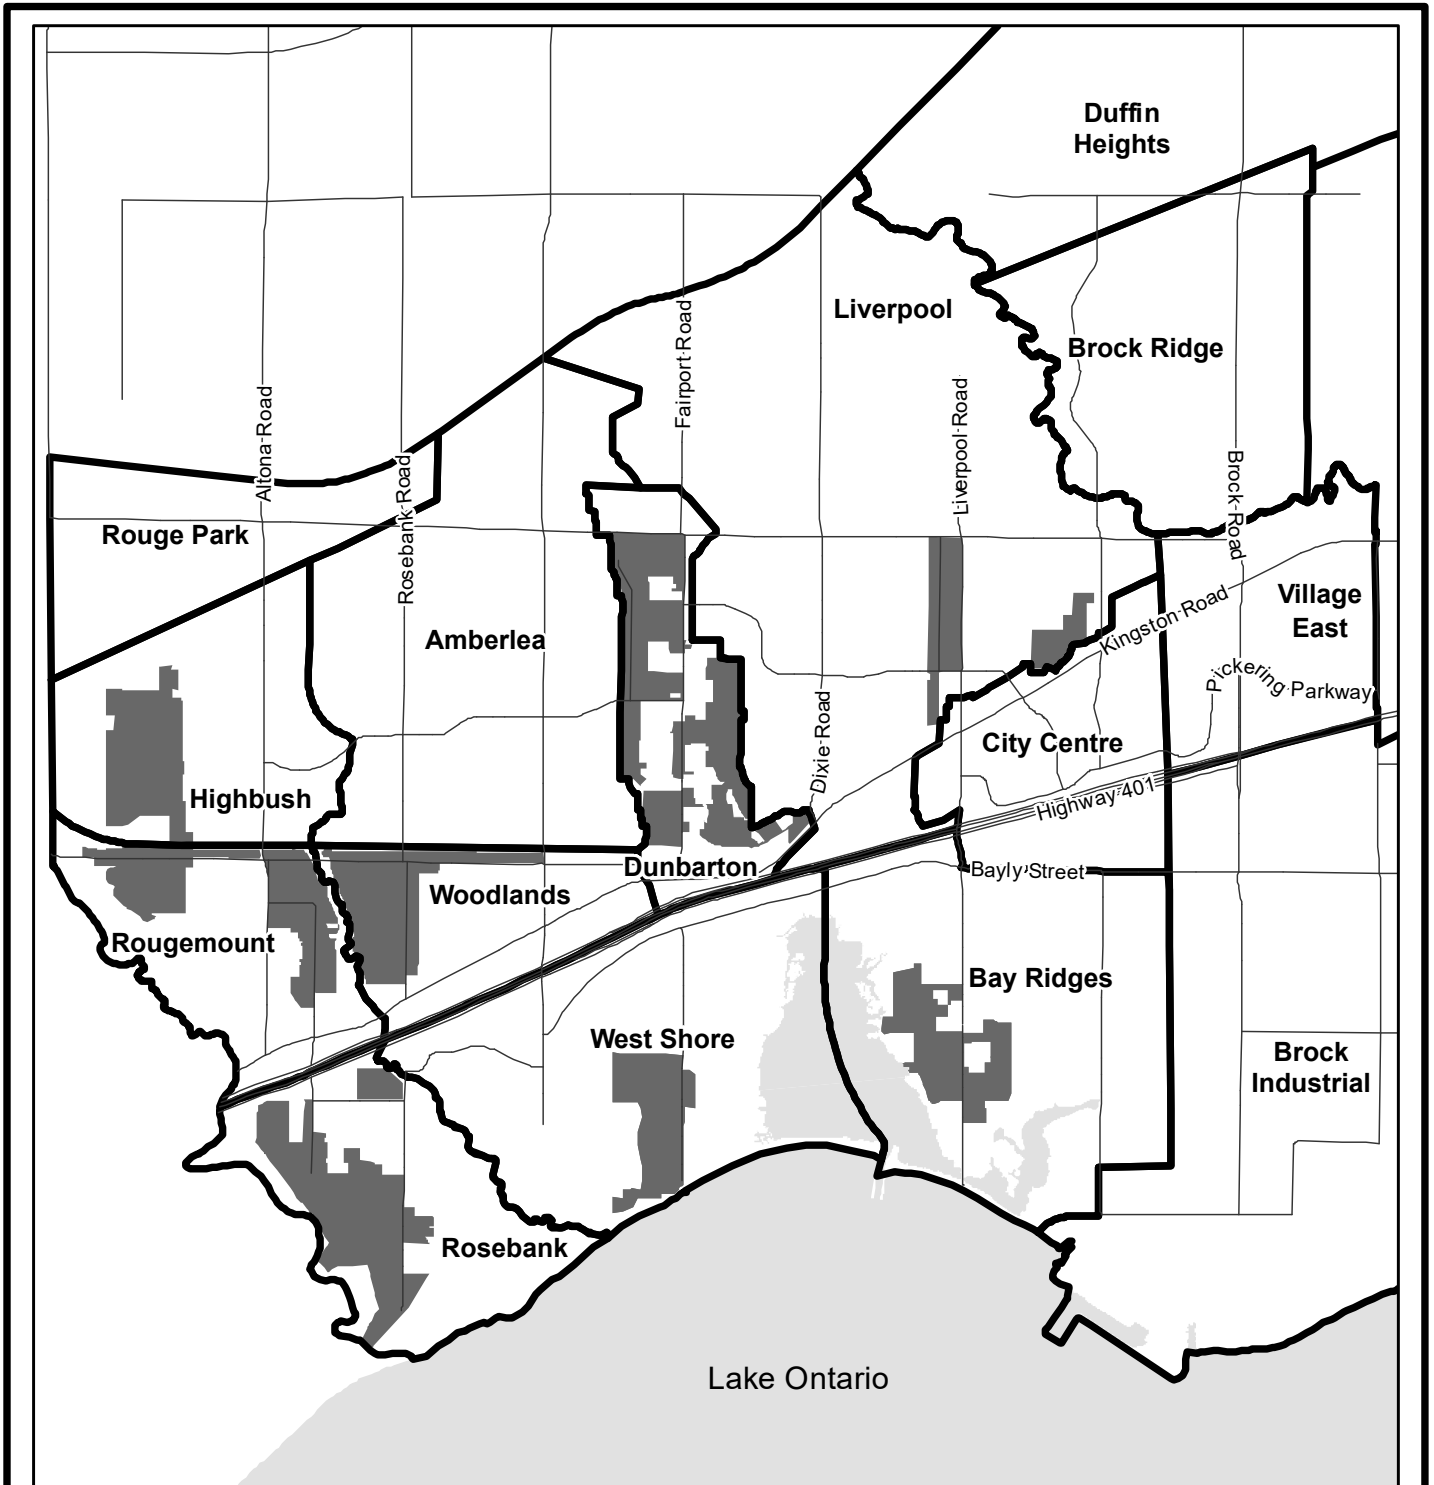 Duffin
Heights
Liverpool
Brock Ridge
Fairport Road
Altona Road
Liverpool Road
Rosebank Road
Brock Road
Rouge Park
Amberlea
Village
East
Kingston Road
Pickering Parkway
Dixie Road
City Centre
Highbush
Highway 401
Dunbarton
Bayly Street
Woodlands
Rougemount
Bay Ridges
West Shore
Brock
Industrial
Rosebank
Lake Ontario